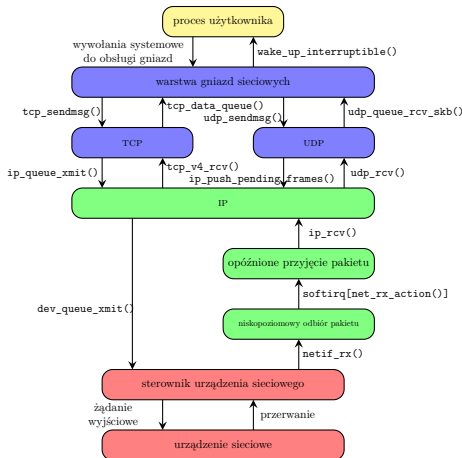 proces użytkownika
wywołania systemowe
do obsługi gniazd
wake_up_interruptible()
warstwa gniazd sieciowych
tcp_sendmsg()
tcp_data_queue()
udp_sendmsg()
udp_queue_rcv_skb()
TCP
UDP
ip_queue_xmit()
tcp_v4_rcv()
ip_push_pending_frames()
udp_rcv()
IP
ip_rcv()
opóźnione przyjęcie pakietu
dev_queue_xmit()
softirq[net_rx_action()]
niskopoziomowy odbiór pakietu
netif_rx()
sterownik urządzenia sieciowego
żądanie
wyjściowe
przerwanie
urządzenie sieciowe